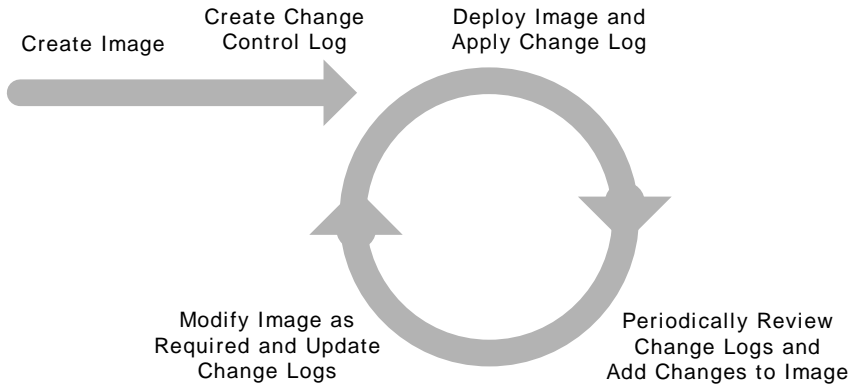 Create Image
Create Change
Control Log
Deploy Image and
Apply Change Log
Modify Image as
Required and Update
Change Logs
Periodically Review
Change Logs and
Add Changes to Image